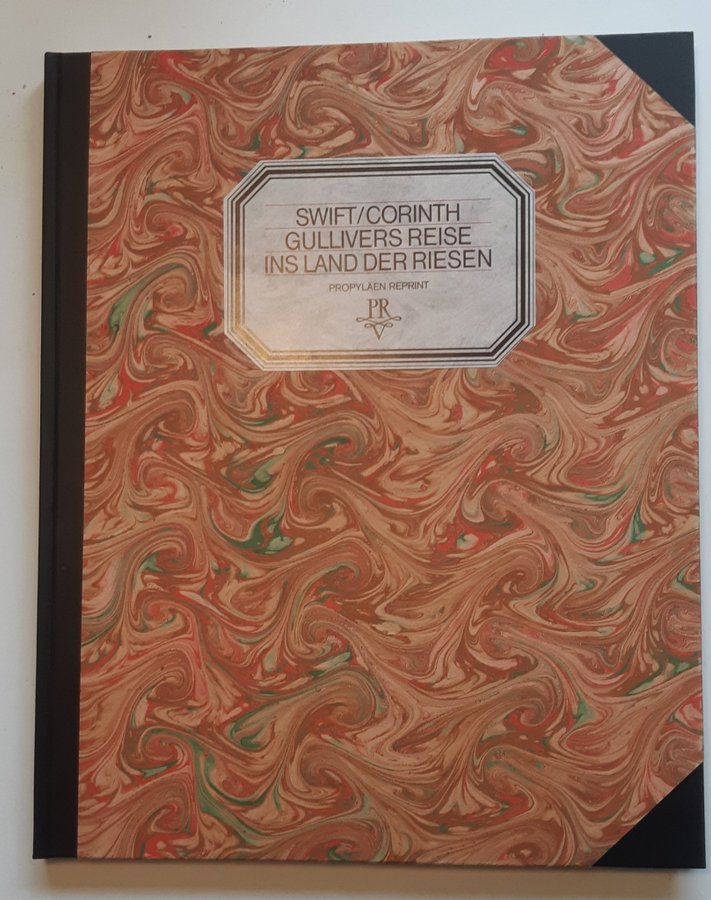 SWIFT/CORINTH
GULLIVERS REISE
INS LAND DER RIESEN
PROPYLÄEN REPRINT
PR